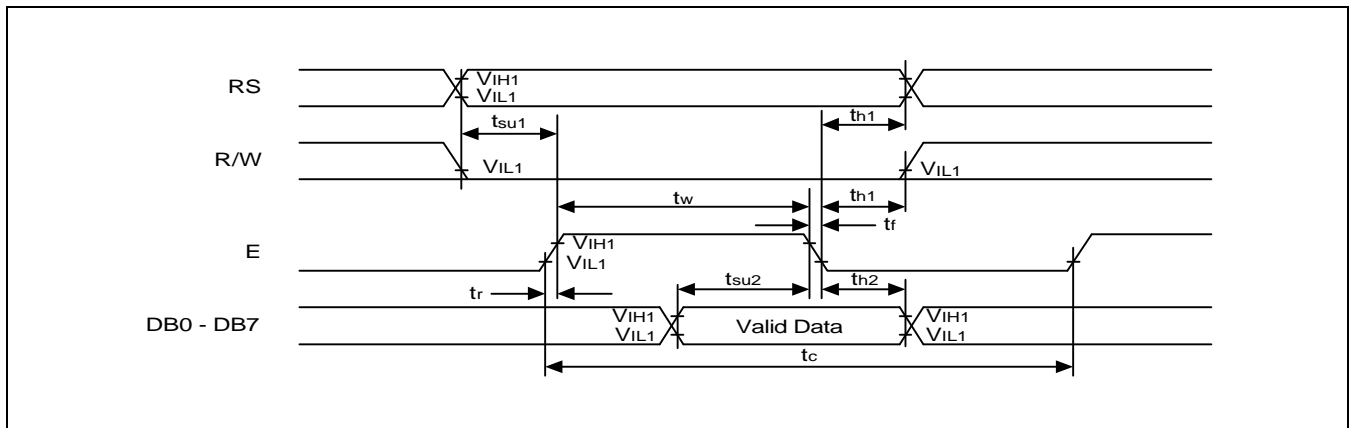 RS
VIH1
VIL1
tsu1
th1
R/W
VIL1
VIL1
tw
th1
tf
E
VIH1
VIL1
tr
tsu2
th2
DB0 - DB7
VIH1
VIL1
Valid Data
VIH1
VIL1
tc